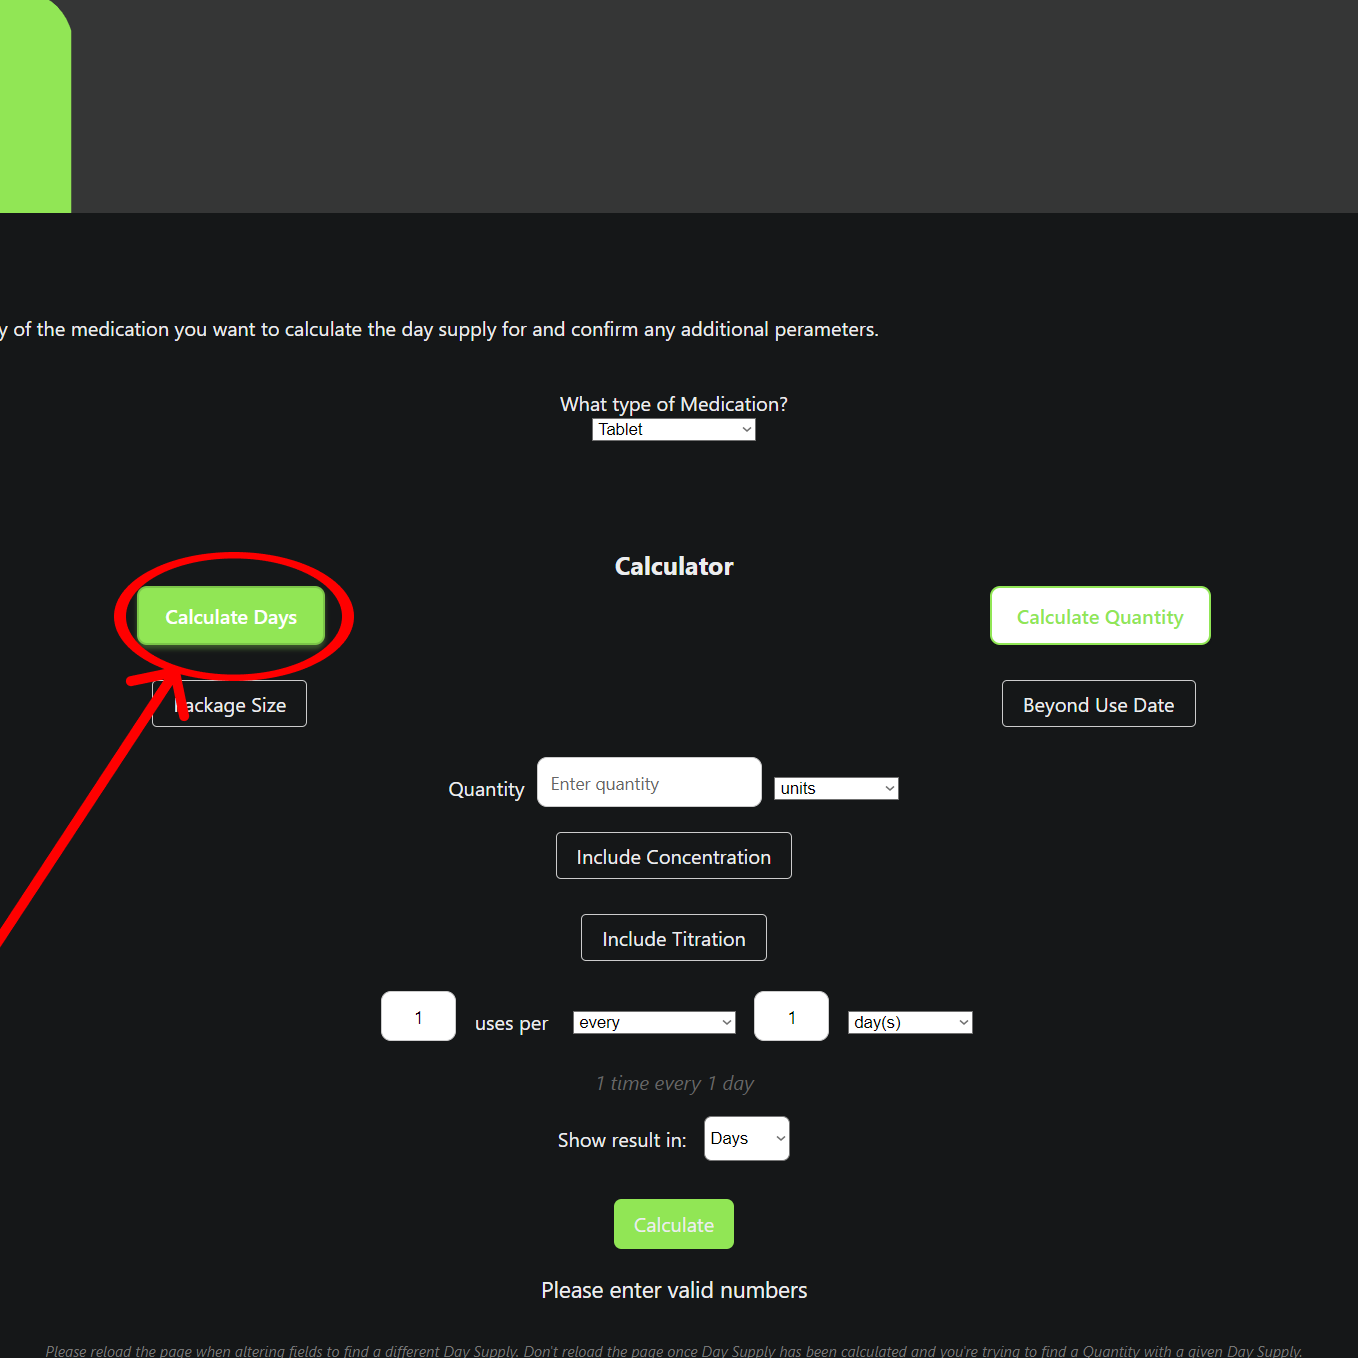 y of the medication you want to calculate the day supply for and confirm any additional perameters.
What type of Medication?
Tablet
Calculator
Calculate Days
Calculate Quantity
Package Size
Beyond Use Date
Quantity Enter quantity units
Include Concentration
Include Titration
1 uses per every 1 day(s)
1 time every 1 day
Show result in: Days
Calculate
Please enter valid numbers
Please reload the page when altering fields to find a different Day Supply. Don't reload the page once Day Supply has been calculated and you're trying to find a Quantity with a given Day Supply.